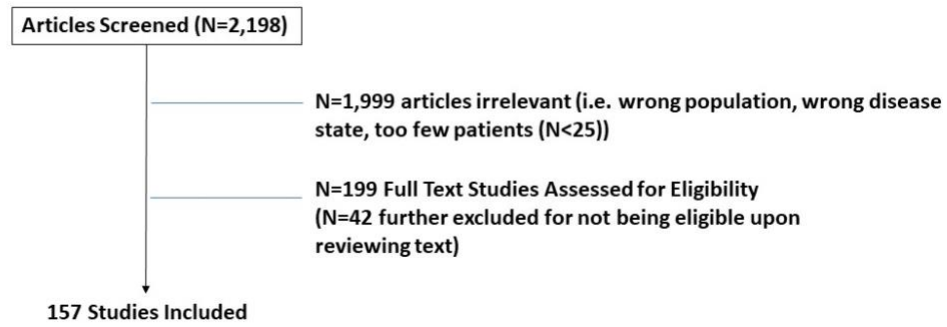 Articles Screened (N=2,198)
N=1,999 articles irrelevant (i.e. wrong population, wrong disease
state, too few patients (N<25))
N=199 Full Text Studies Assessed for Eligibility
(N=42 further excluded for not being eligible upon
reviewing text)
157 Studies Included